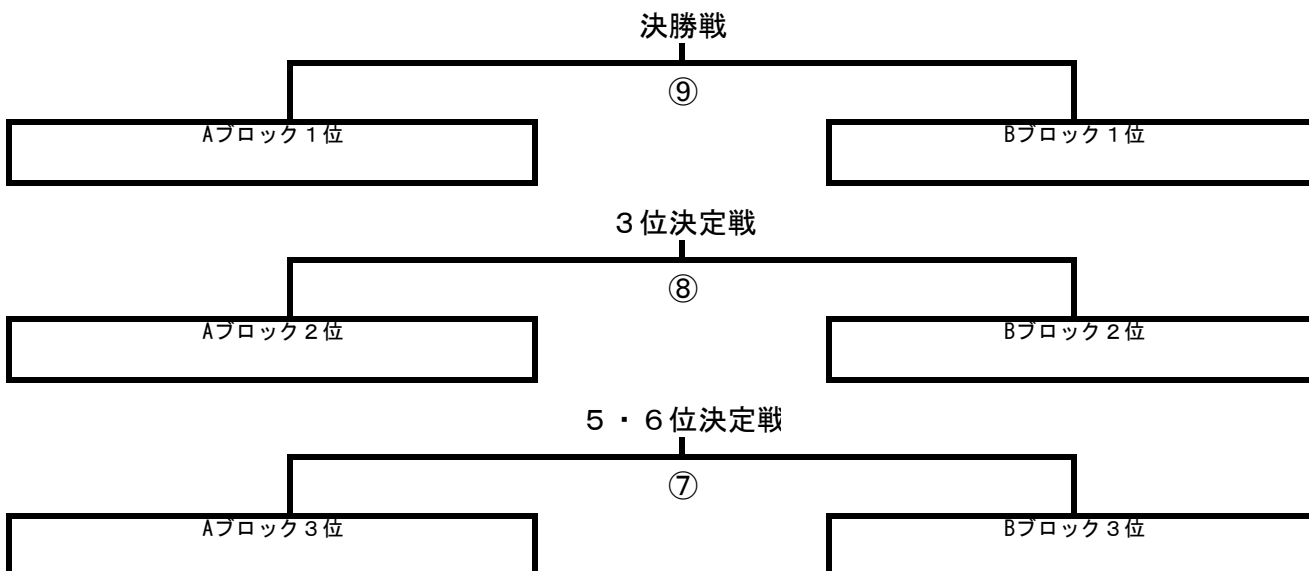 決勝戦
⑨
Aブロック１位
Bブロック１位
３位決定戦
⑧
Aブロック２位
Bブロック２位
５・６位決定戦
⑦
Aブロック３位
Bブロック３位